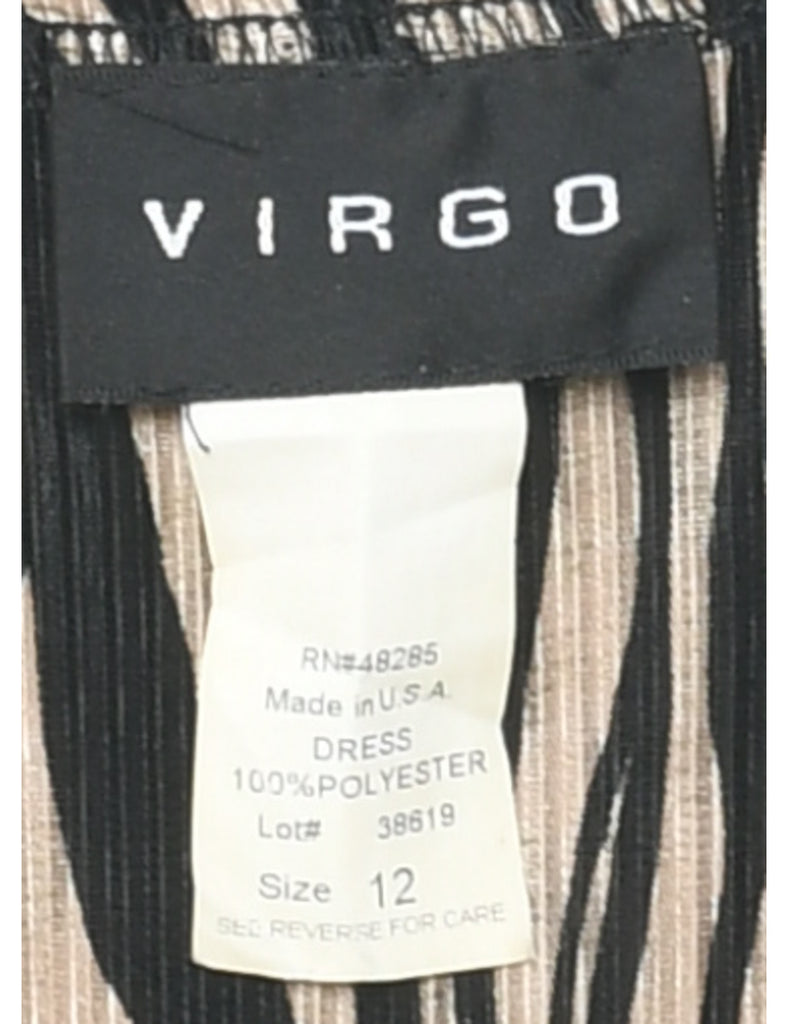 VIRGO
RN#48285
Made in U.S.A.
DRESS
100%POLYESTER
Lot# 38619
Size 12
SEE REVERSE FOR CARE